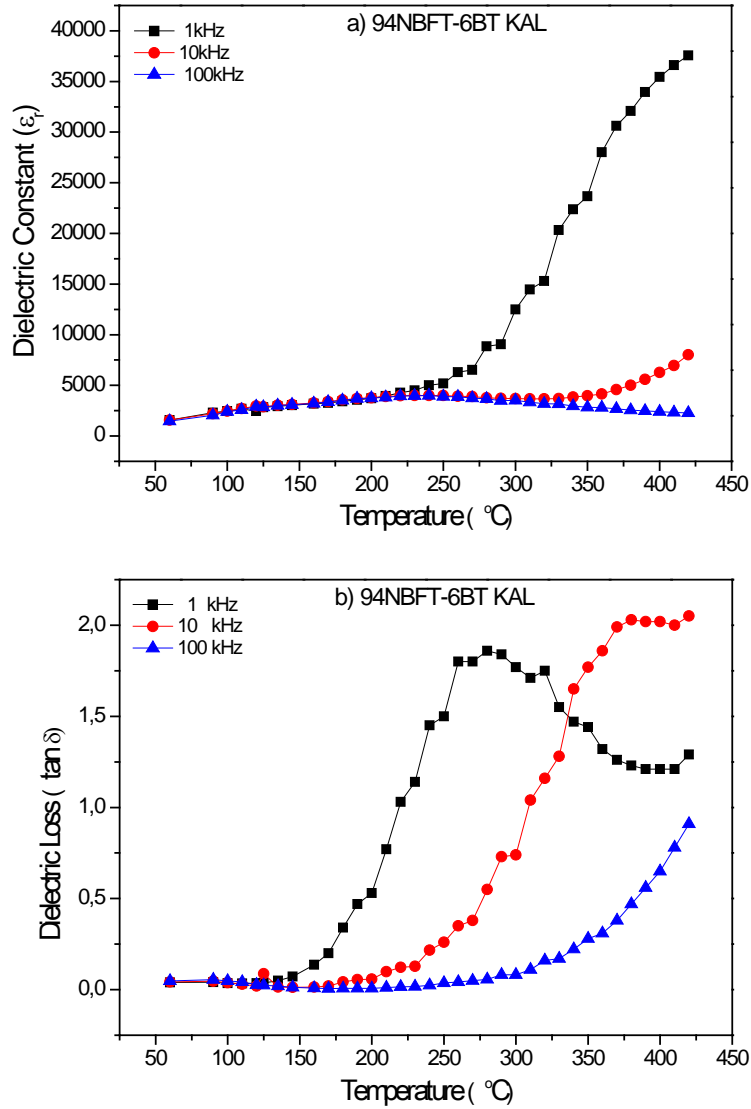 a) 94NBFT-6BT KAL
1kHz
10kHz
100kHz
Dielectric Constant (εr)
40000
35000
30000
25000
20000
15000
10000
5000
0
50 100 150 200 250 300 350 400 450
Temperature ( °C)
b) 94NBFT-6BT KAL
1 kHz
10 kHz
100 kHz
Dielectric Loss ( tan δ)
2,0
1,5
1,0
0,5
0,0
50 100 150 200 250 300 350 400 450
Temperature ( °C)